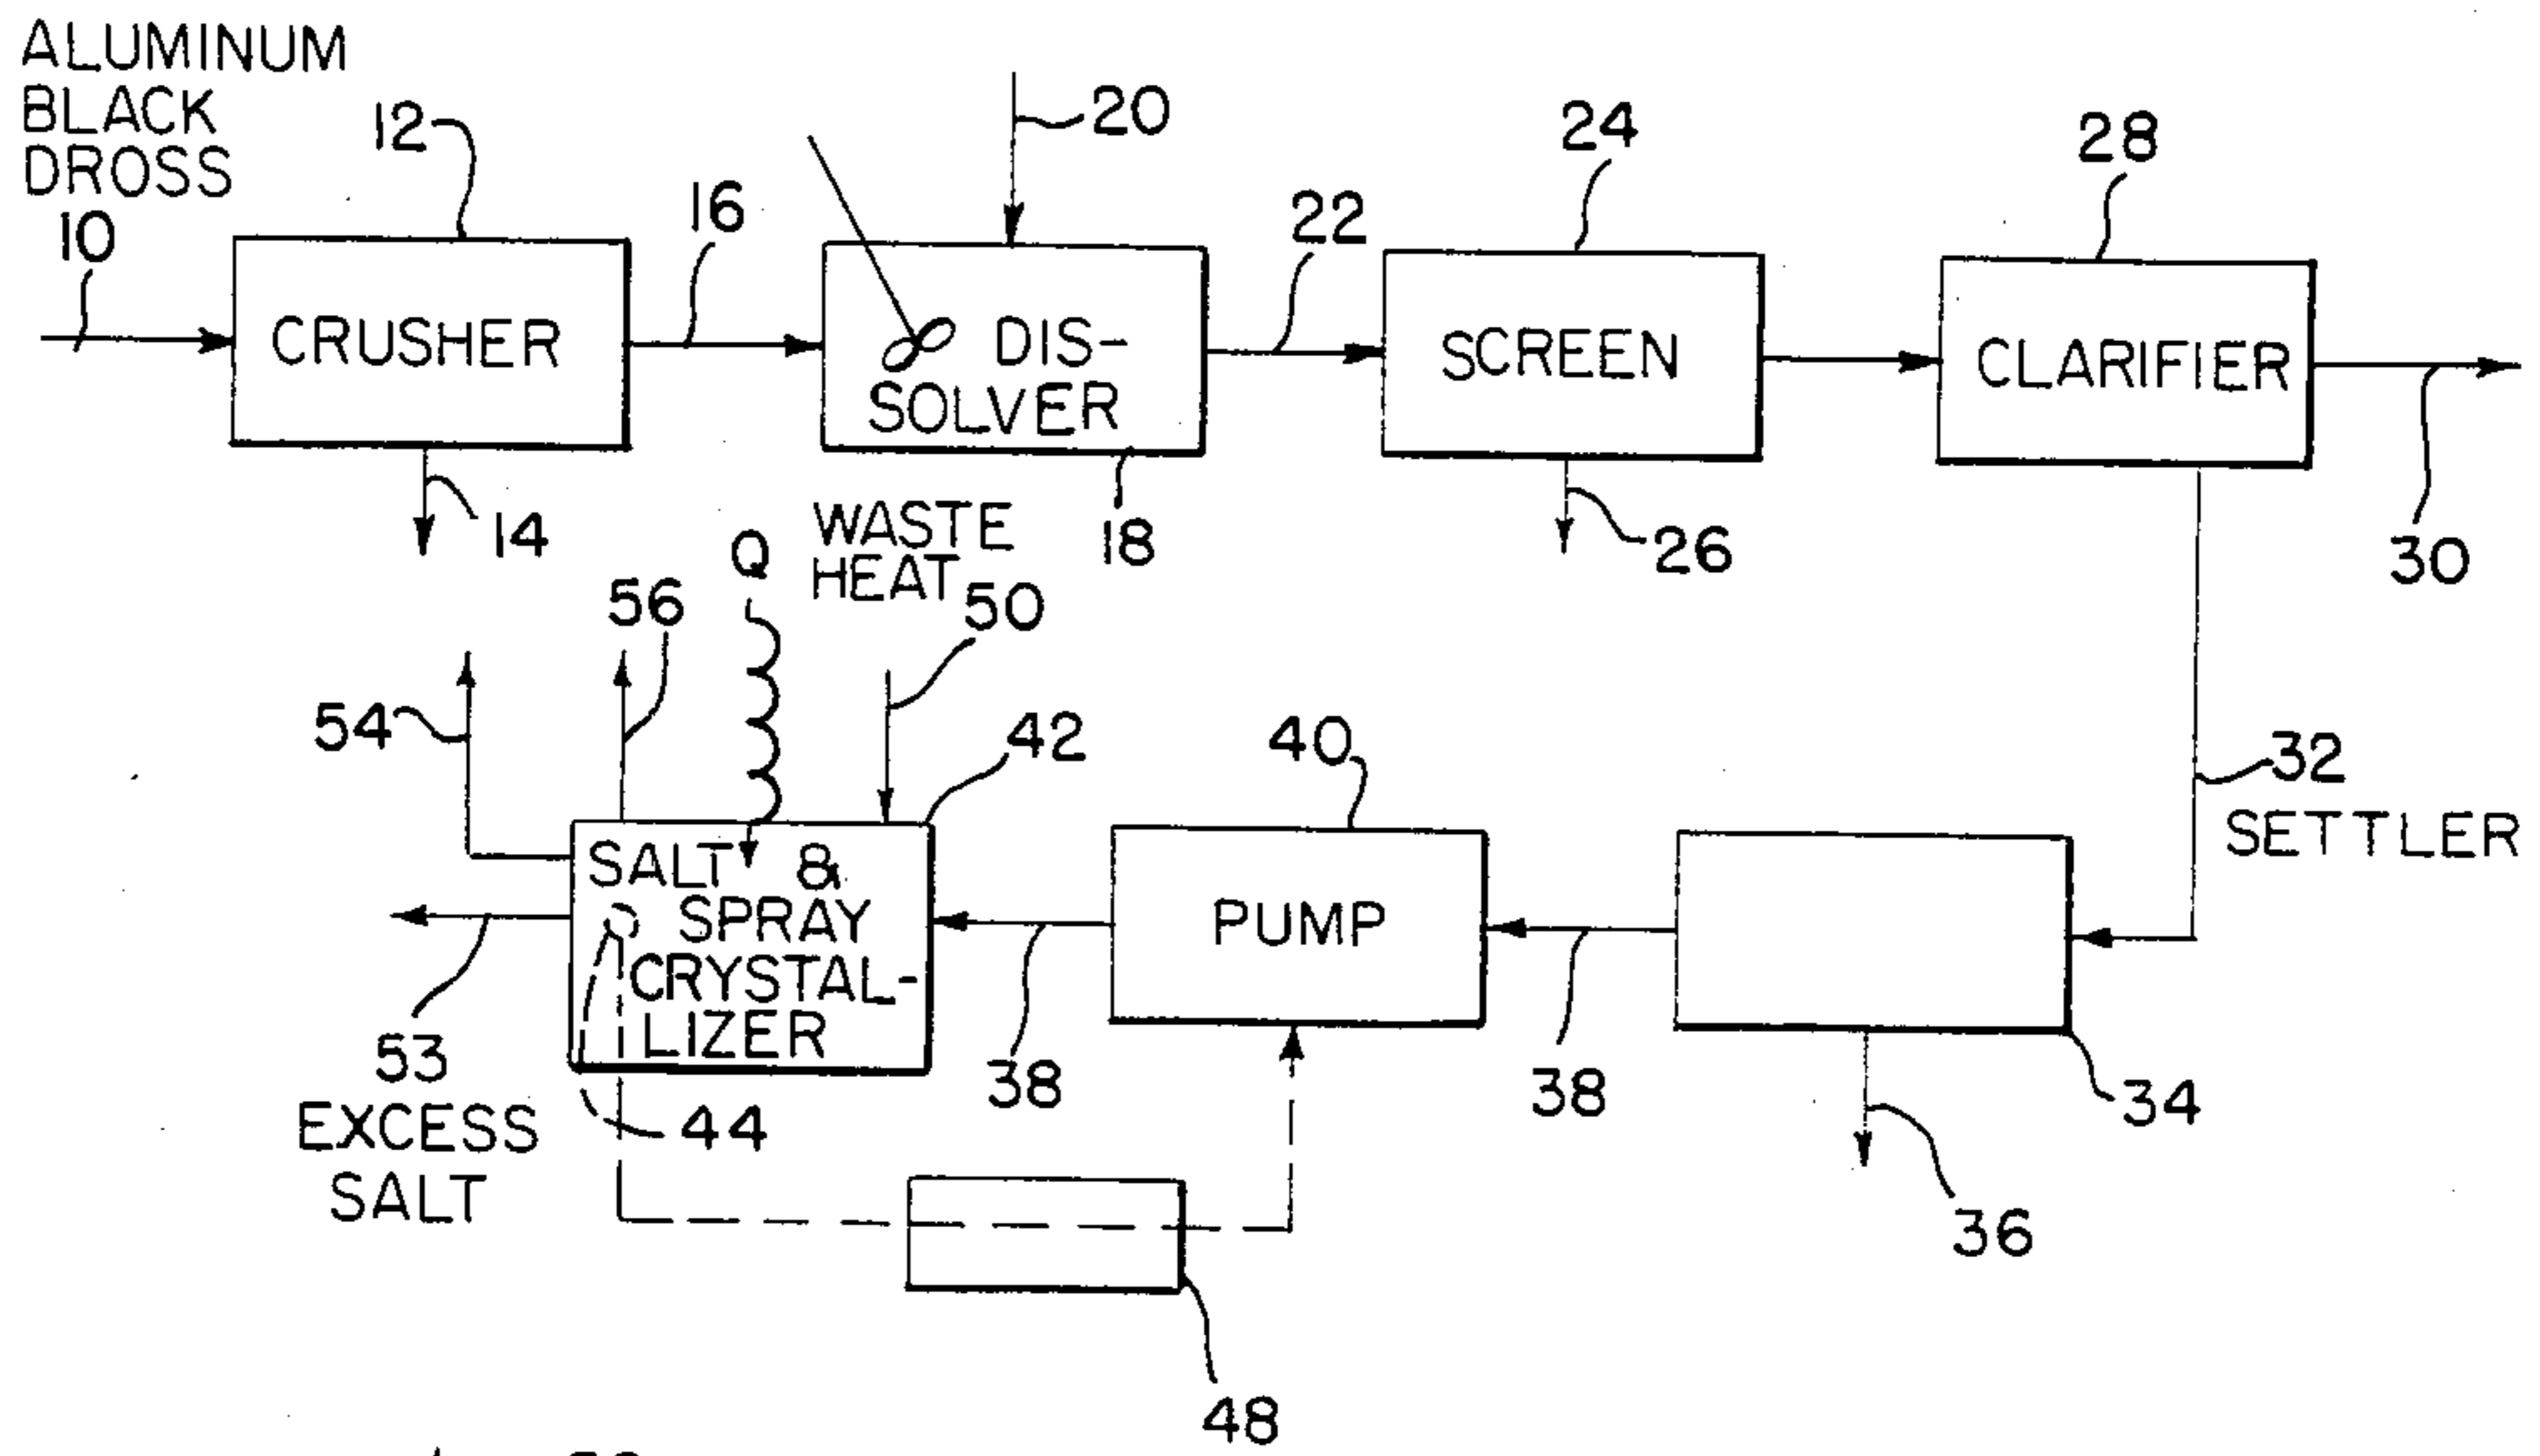 ALUMINUM
BLACK
DROSS
10
12
CRUSHER
14
16
20
DIS-
SOLVER
18
22
24
SCREEN
26
28
CLARIFIER
30
32
SETTLER
34
36
38
40
PUMP
38
42
WASTE
HEAT
50
Q
56
54
SALT &
SPRAY
CRYSTAL-
LIZER
53
EXCESS
SALT
44
48